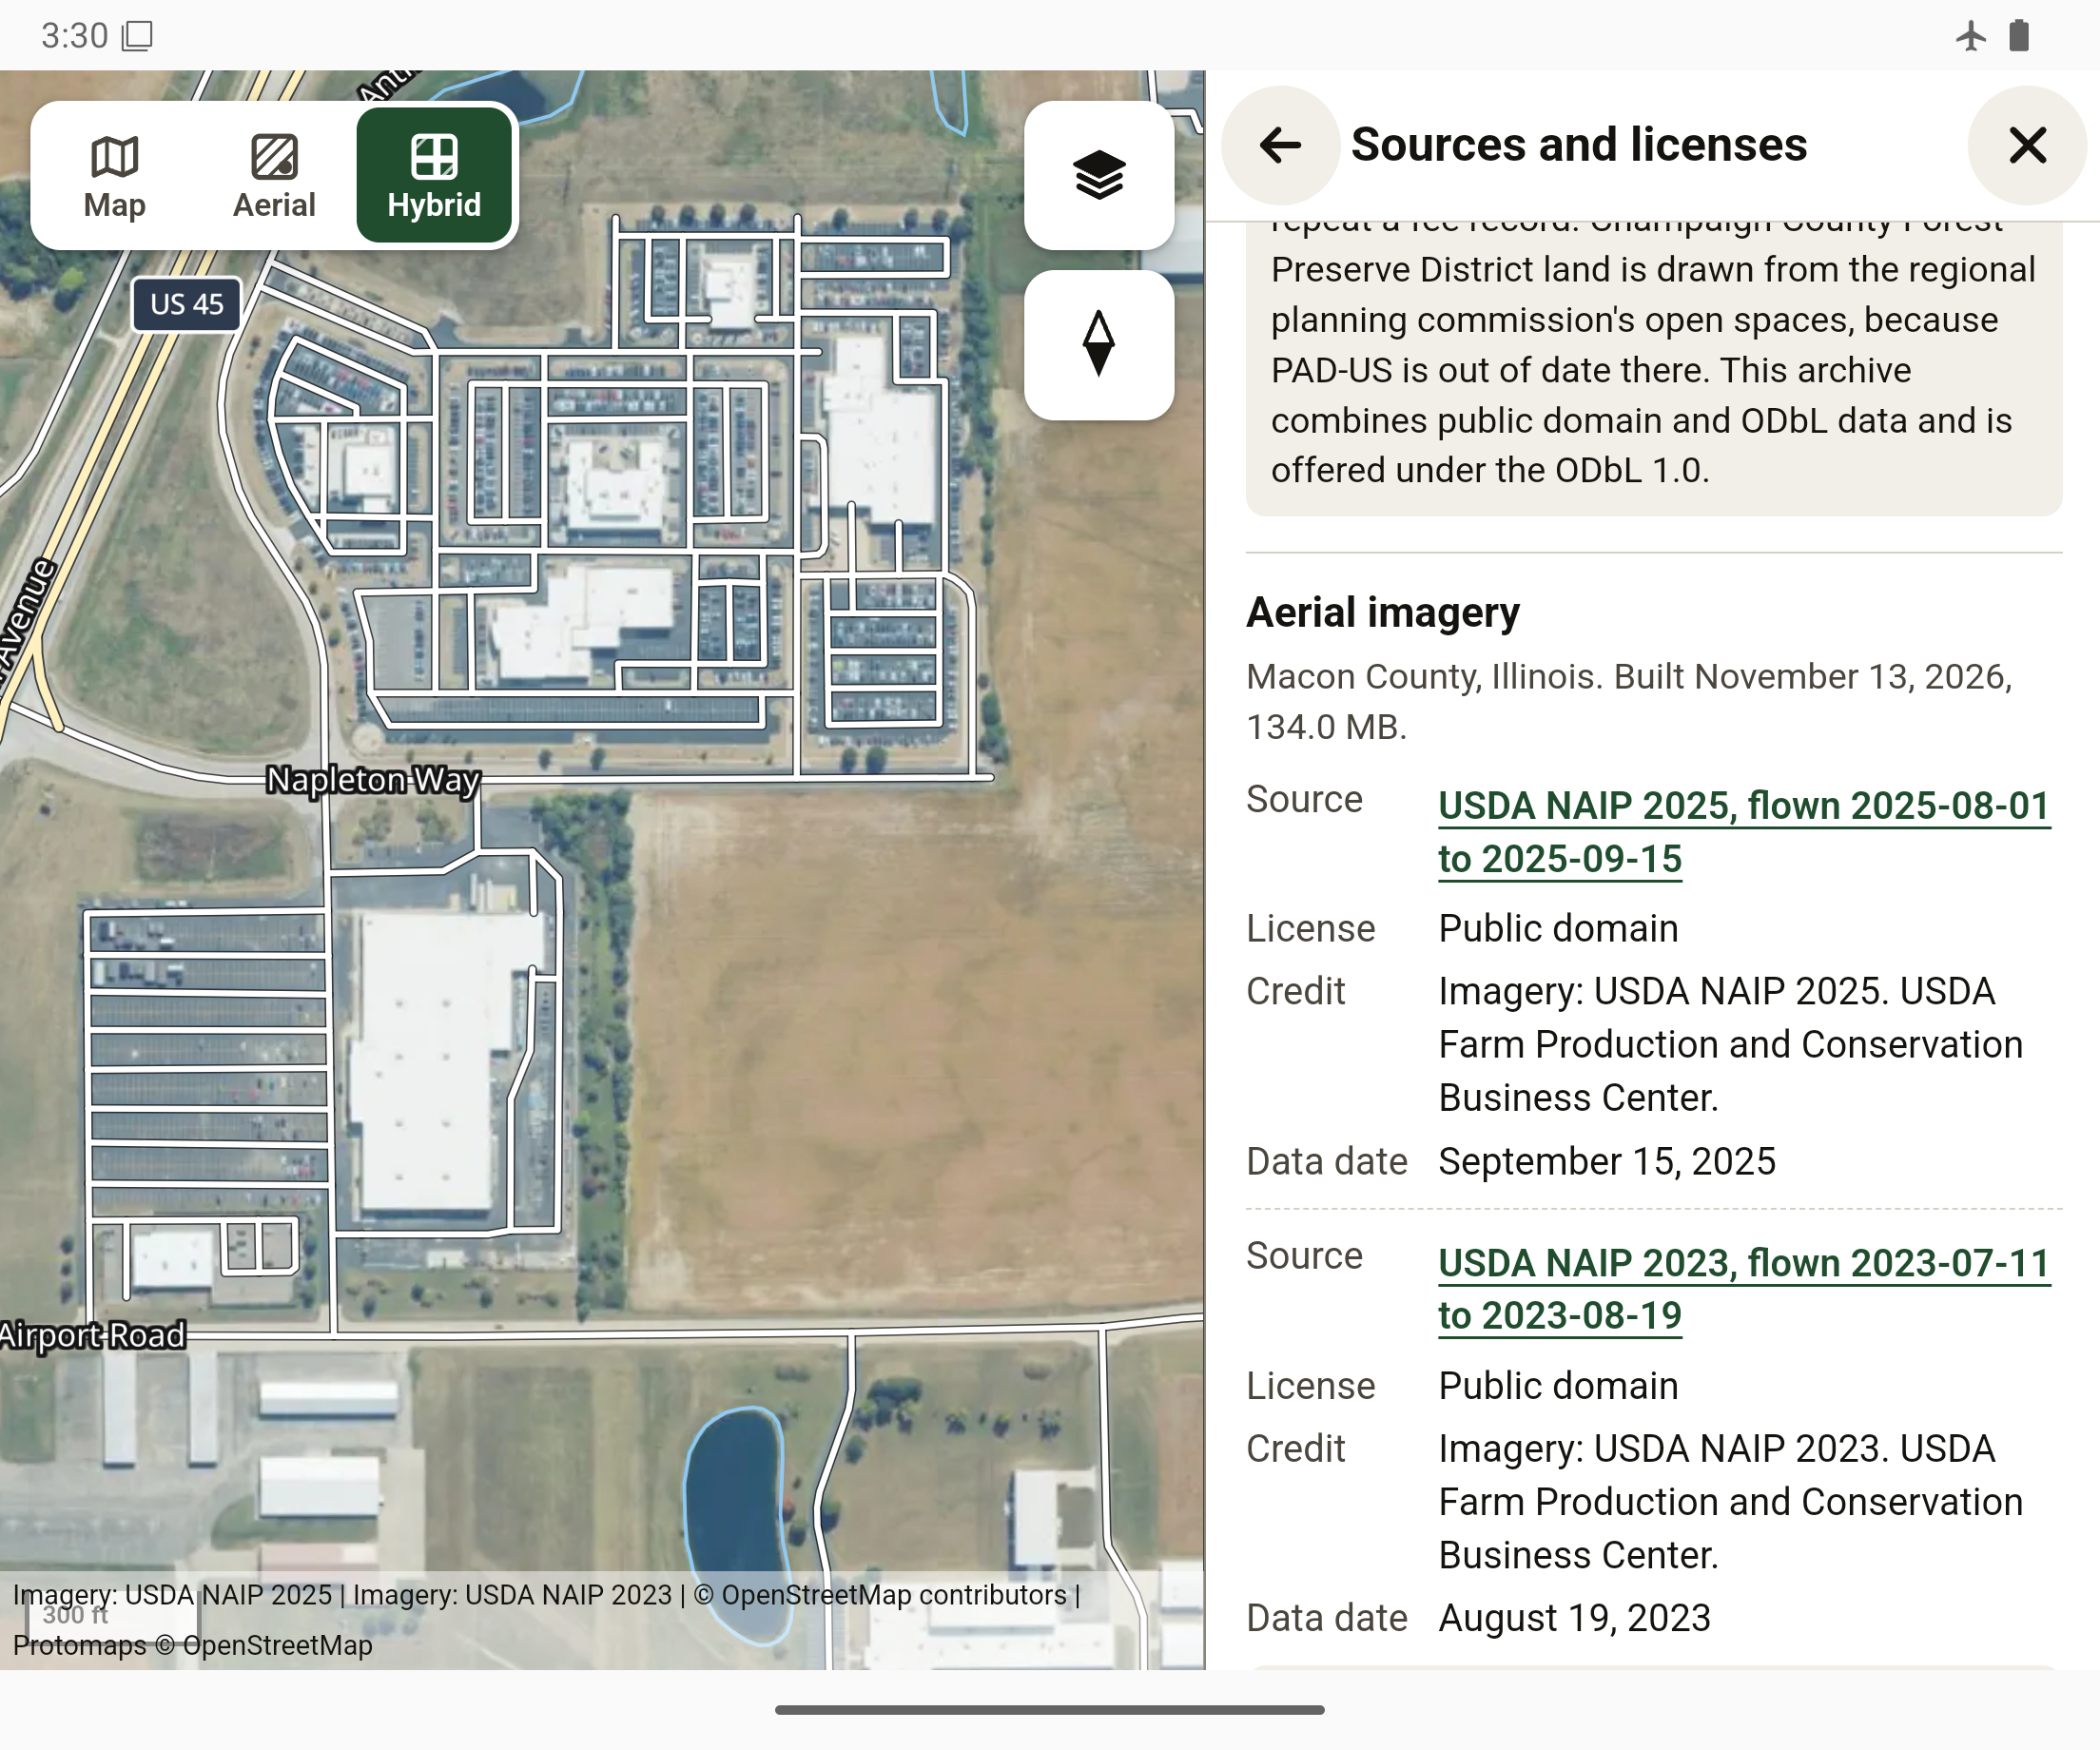 3:30
Map
Aerial
Hybrid
US 45
Avenue
Napleton Way
Airport Road
300 ft
Imagery: USDA NAIP 2025 | Imagery: USDA NAIP 2023 | © OpenStreetMap contributors |
Protomaps © OpenStreetMap
Sources and licenses
repeat a fee record. Champaign County Forest
Preserve District land is drawn from the regional
planning commission's open spaces, because
PAD-US is out of date there. This archive
combines public domain and ODbL data and is
offered under the ODbL 1.0.
Aerial imagery
Macon County, Illinois. Built November 13, 2026,
134.0 MB.
Source
USDA NAIP 2025, flown 2025-08-01
to 2025-09-15
License
Public domain
Credit
Imagery: USDA NAIP 2025. USDA
Farm Production and Conservation
Business Center.
Data date
September 15, 2025
Source
USDA NAIP 2023, flown 2023-07-11
to 2023-08-19
License
Public domain
Credit
Imagery: USDA NAIP 2023. USDA
Farm Production and Conservation
Business Center.
Data date
August 19, 2023